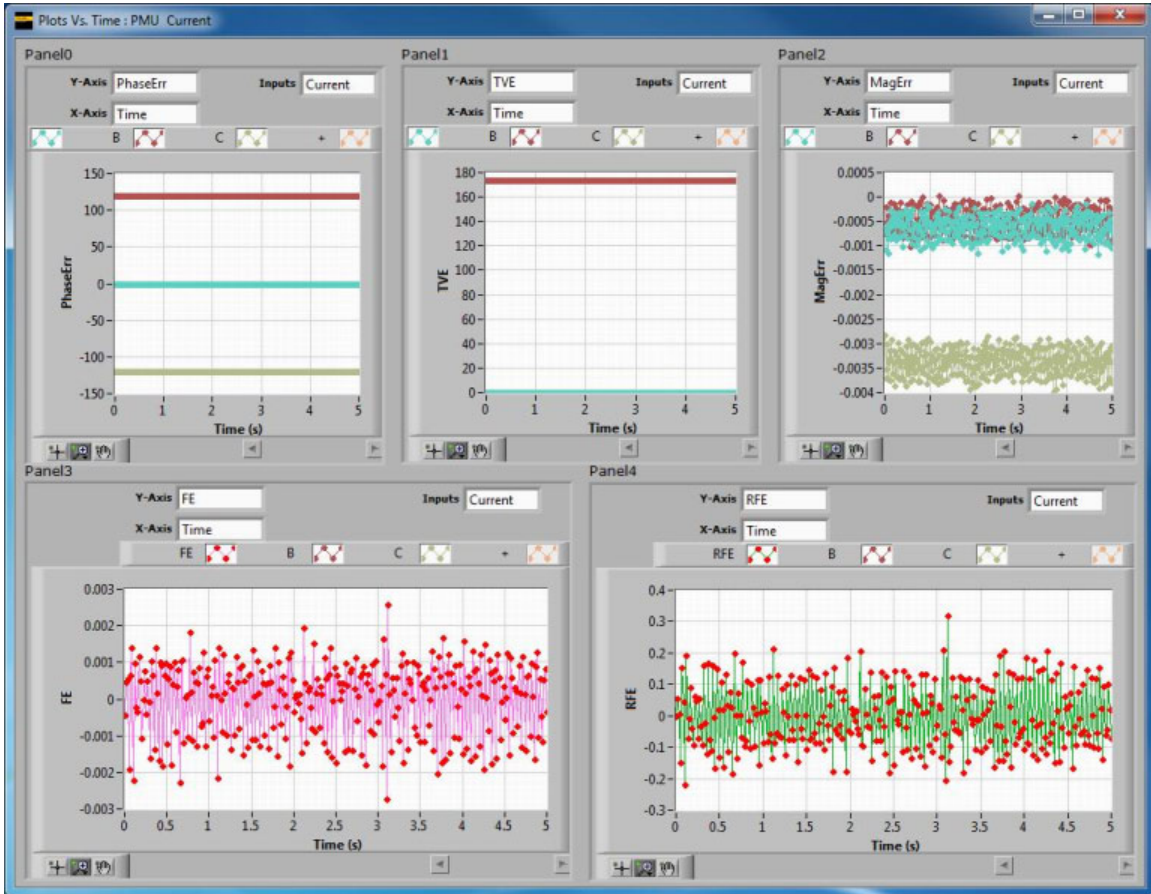 Plots Vs. Time : PMU Current
Panel0
Y-Axis PhaseErr Inputs Current
X-Axis Time
B C +
150
100
50
0
-50
-100
-150
PhaseErr
0 1 2 3 4 5
Time (s)
Panel1
Y-Axis TVE Inputs Current
X-Axis Time
B C +
180
160
140
120
100
80
60
40
20
0
TVE
0 1 2 3 4 5
Time (s)
Panel2
Y-Axis MagErr Inputs Current
X-Axis Time
B C +
0.0005
0
-0.0005
-0.001
-0.0015
-0.002
-0.0025
-0.003
-0.0035
-0.004
MagErr
0 1 2 3 4 5
Time (s)
Panel3
Y-Axis FE Inputs Current
X-Axis Time
FE B C +
0.003
0.002
0.001
0
-0.001
-0.002
-0.003
FE
0 0.5 1 1.5 2 2.5 3 3.5 4 4.5 5
Time (s)
Panel4
Y-Axis RFE Inputs Current
X-Axis Time
RFE B C +
0.4
0.3
0.2
0.1
0
-0.1
-0.2
-0.3
RFE
0 0.5 1 1.5 2 2.5 3 3.5 4 4.5 5
Time (s)